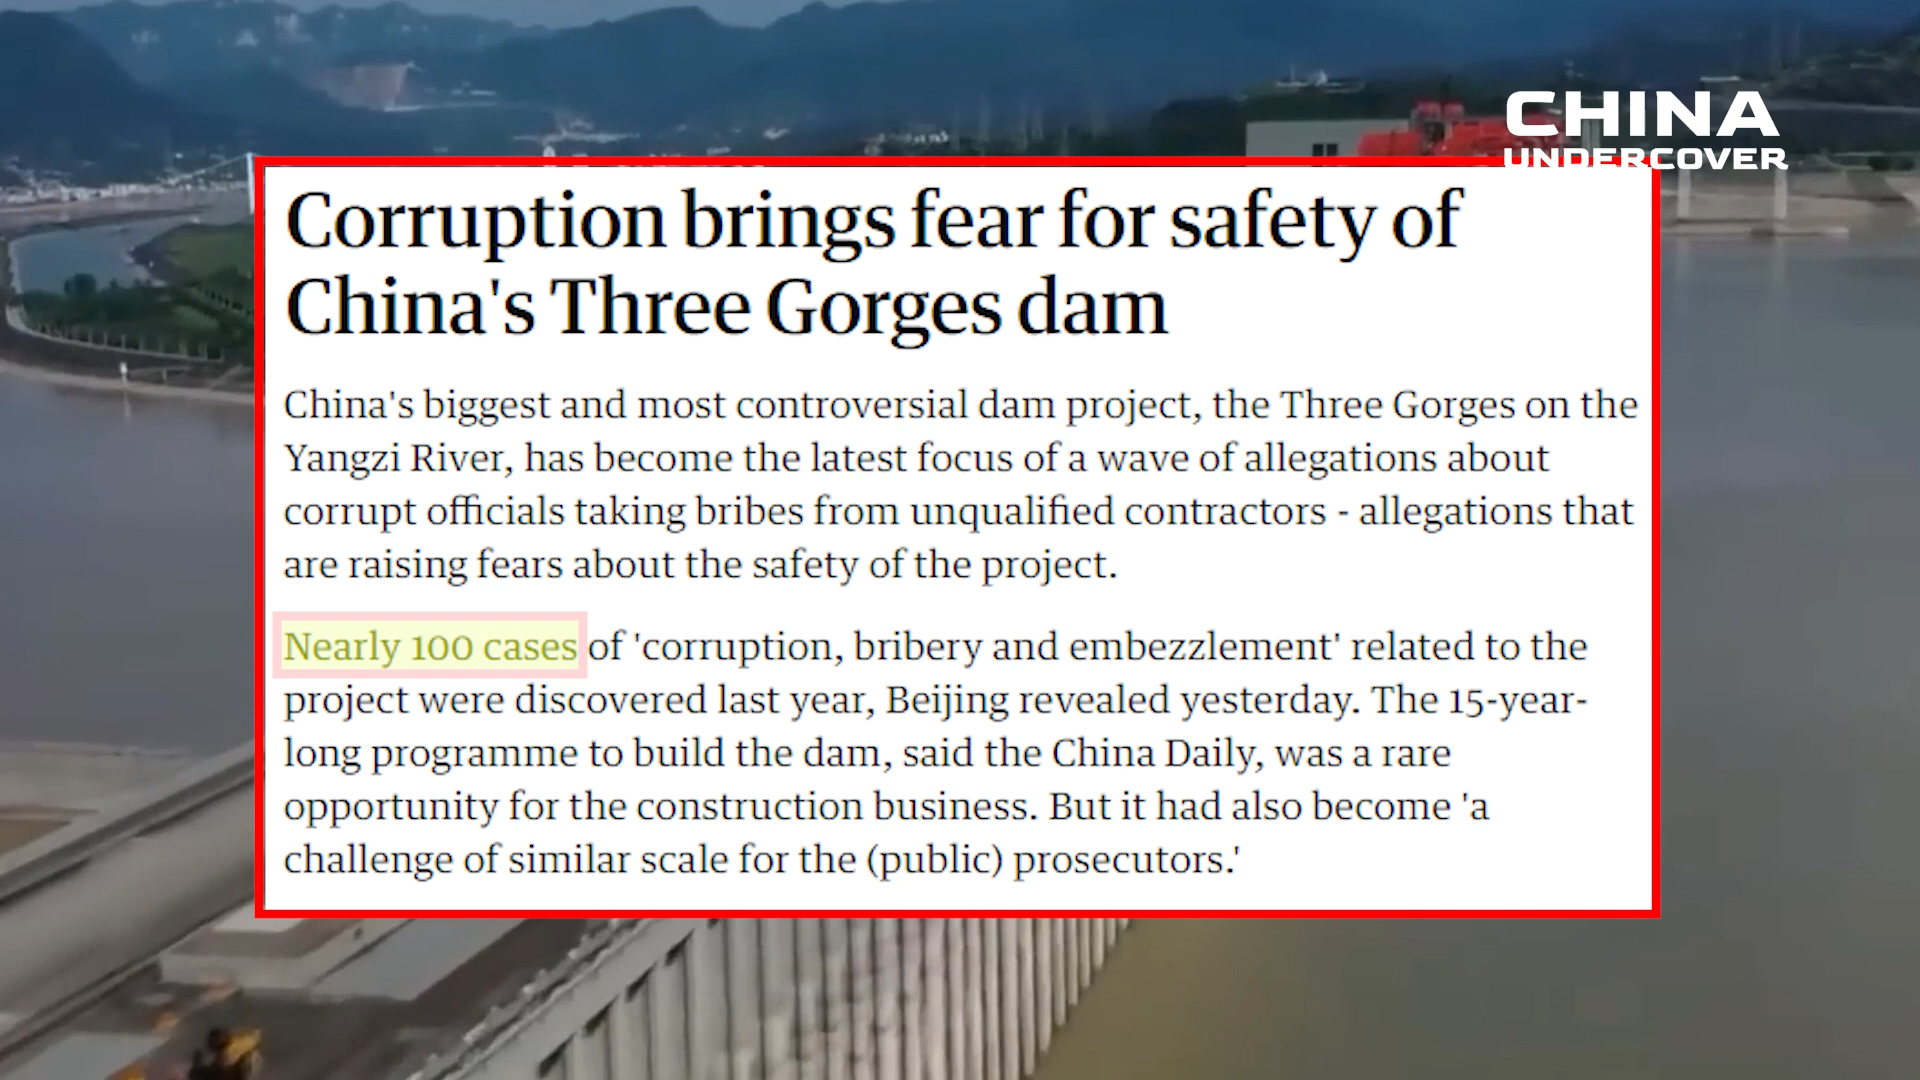 CHINA
UNDERCOVER
Corruption brings fear for safety of
China's Three Gorges dam
China's biggest and most controversial dam project, the Three Gorges on the
Yangzi River, has become the latest focus of a wave of allegations about
corrupt officials taking bribes from unqualified contractors - allegations that
are raising fears about the safety of the project.
Nearly 100 cases of 'corruption, bribery and embezzlement' related to the
project were discovered last year, Beijing revealed yesterday. The 15-year-
long programme to build the dam, said the China Daily, was a rare
opportunity for the construction business. But it had also become 'a
challenge of similar scale for the (public) prosecutors.'